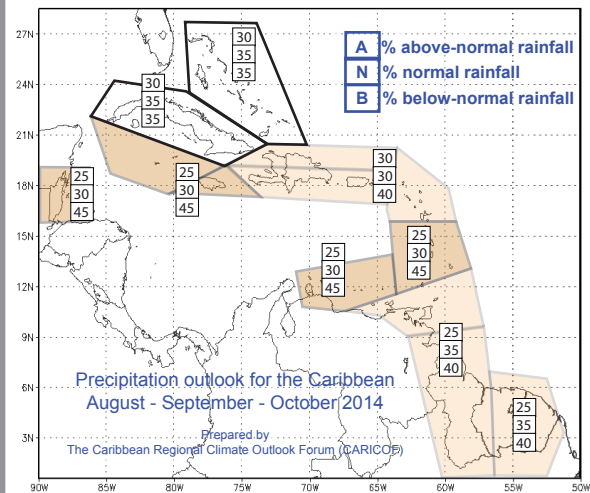 27N
24N
21N
18N
15N
12N
9N
6N
3N
90W
85W
80W
75W
70W
65W
60W
55W
50W
A % above-normal rainfall
N % normal rainfall
B % below-normal rainfall
30
35
35
30
35
35
25
30
45
25
30
45
30
30
40
25
30
45
25
30
45
25
35
40
25
35
40
Precipitation outlook for the Caribbean
August - September - October 2014
Prepared by
The Caribbean Regional Climate Outlook Forum (CARICOF)